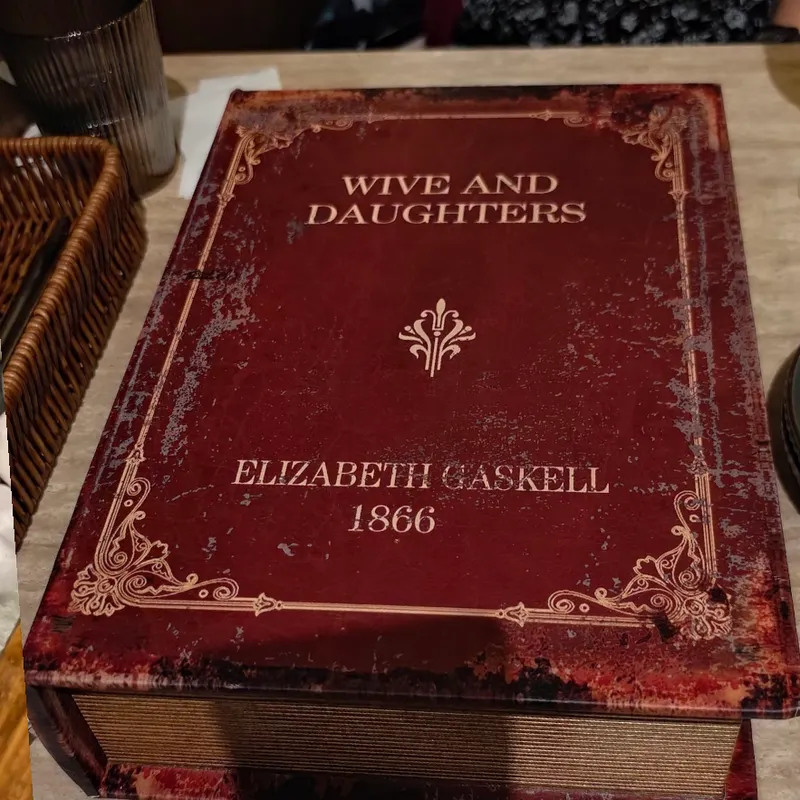 WIVE AND
DAUGHTERS
ELIZABETH GASKELL
1866